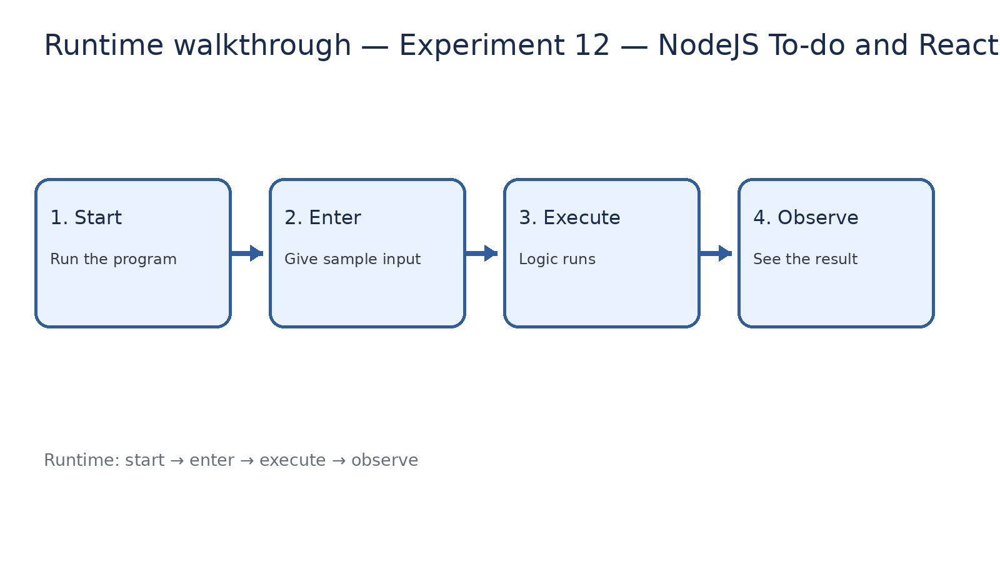 Runtime walkthrough — Experiment 12 — NodeJS To-do and React
1. Start
Run the program
2. Enter
Give sample input
3. Execute
Logic runs
4. Observe
See the result
Runtime: start → enter → execute → observe